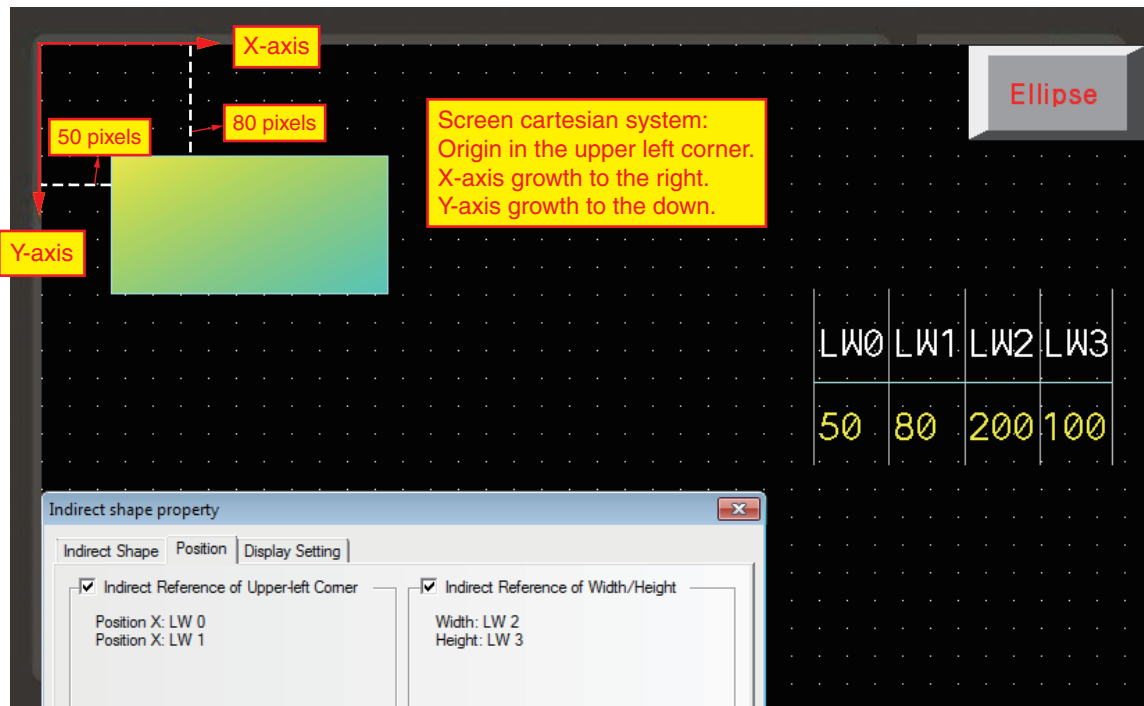 X-axis
Ellipse
50 pixels
80 pixels
Screen cartesian system:
Origin in the upper left corner.
X-axis growth to the right.
Y-axis growth to the down.
Y-axis
LW0 LW1 LW2 LW3
50 80 200 100
Indirect shape property
Indirect Shape Position Display Setting
Indirect Reference of Upper-left Corner
Position X: LW 0
Position X: LW 1
Indirect Reference of Width/Height
Width: LW 2
Height: LW 3